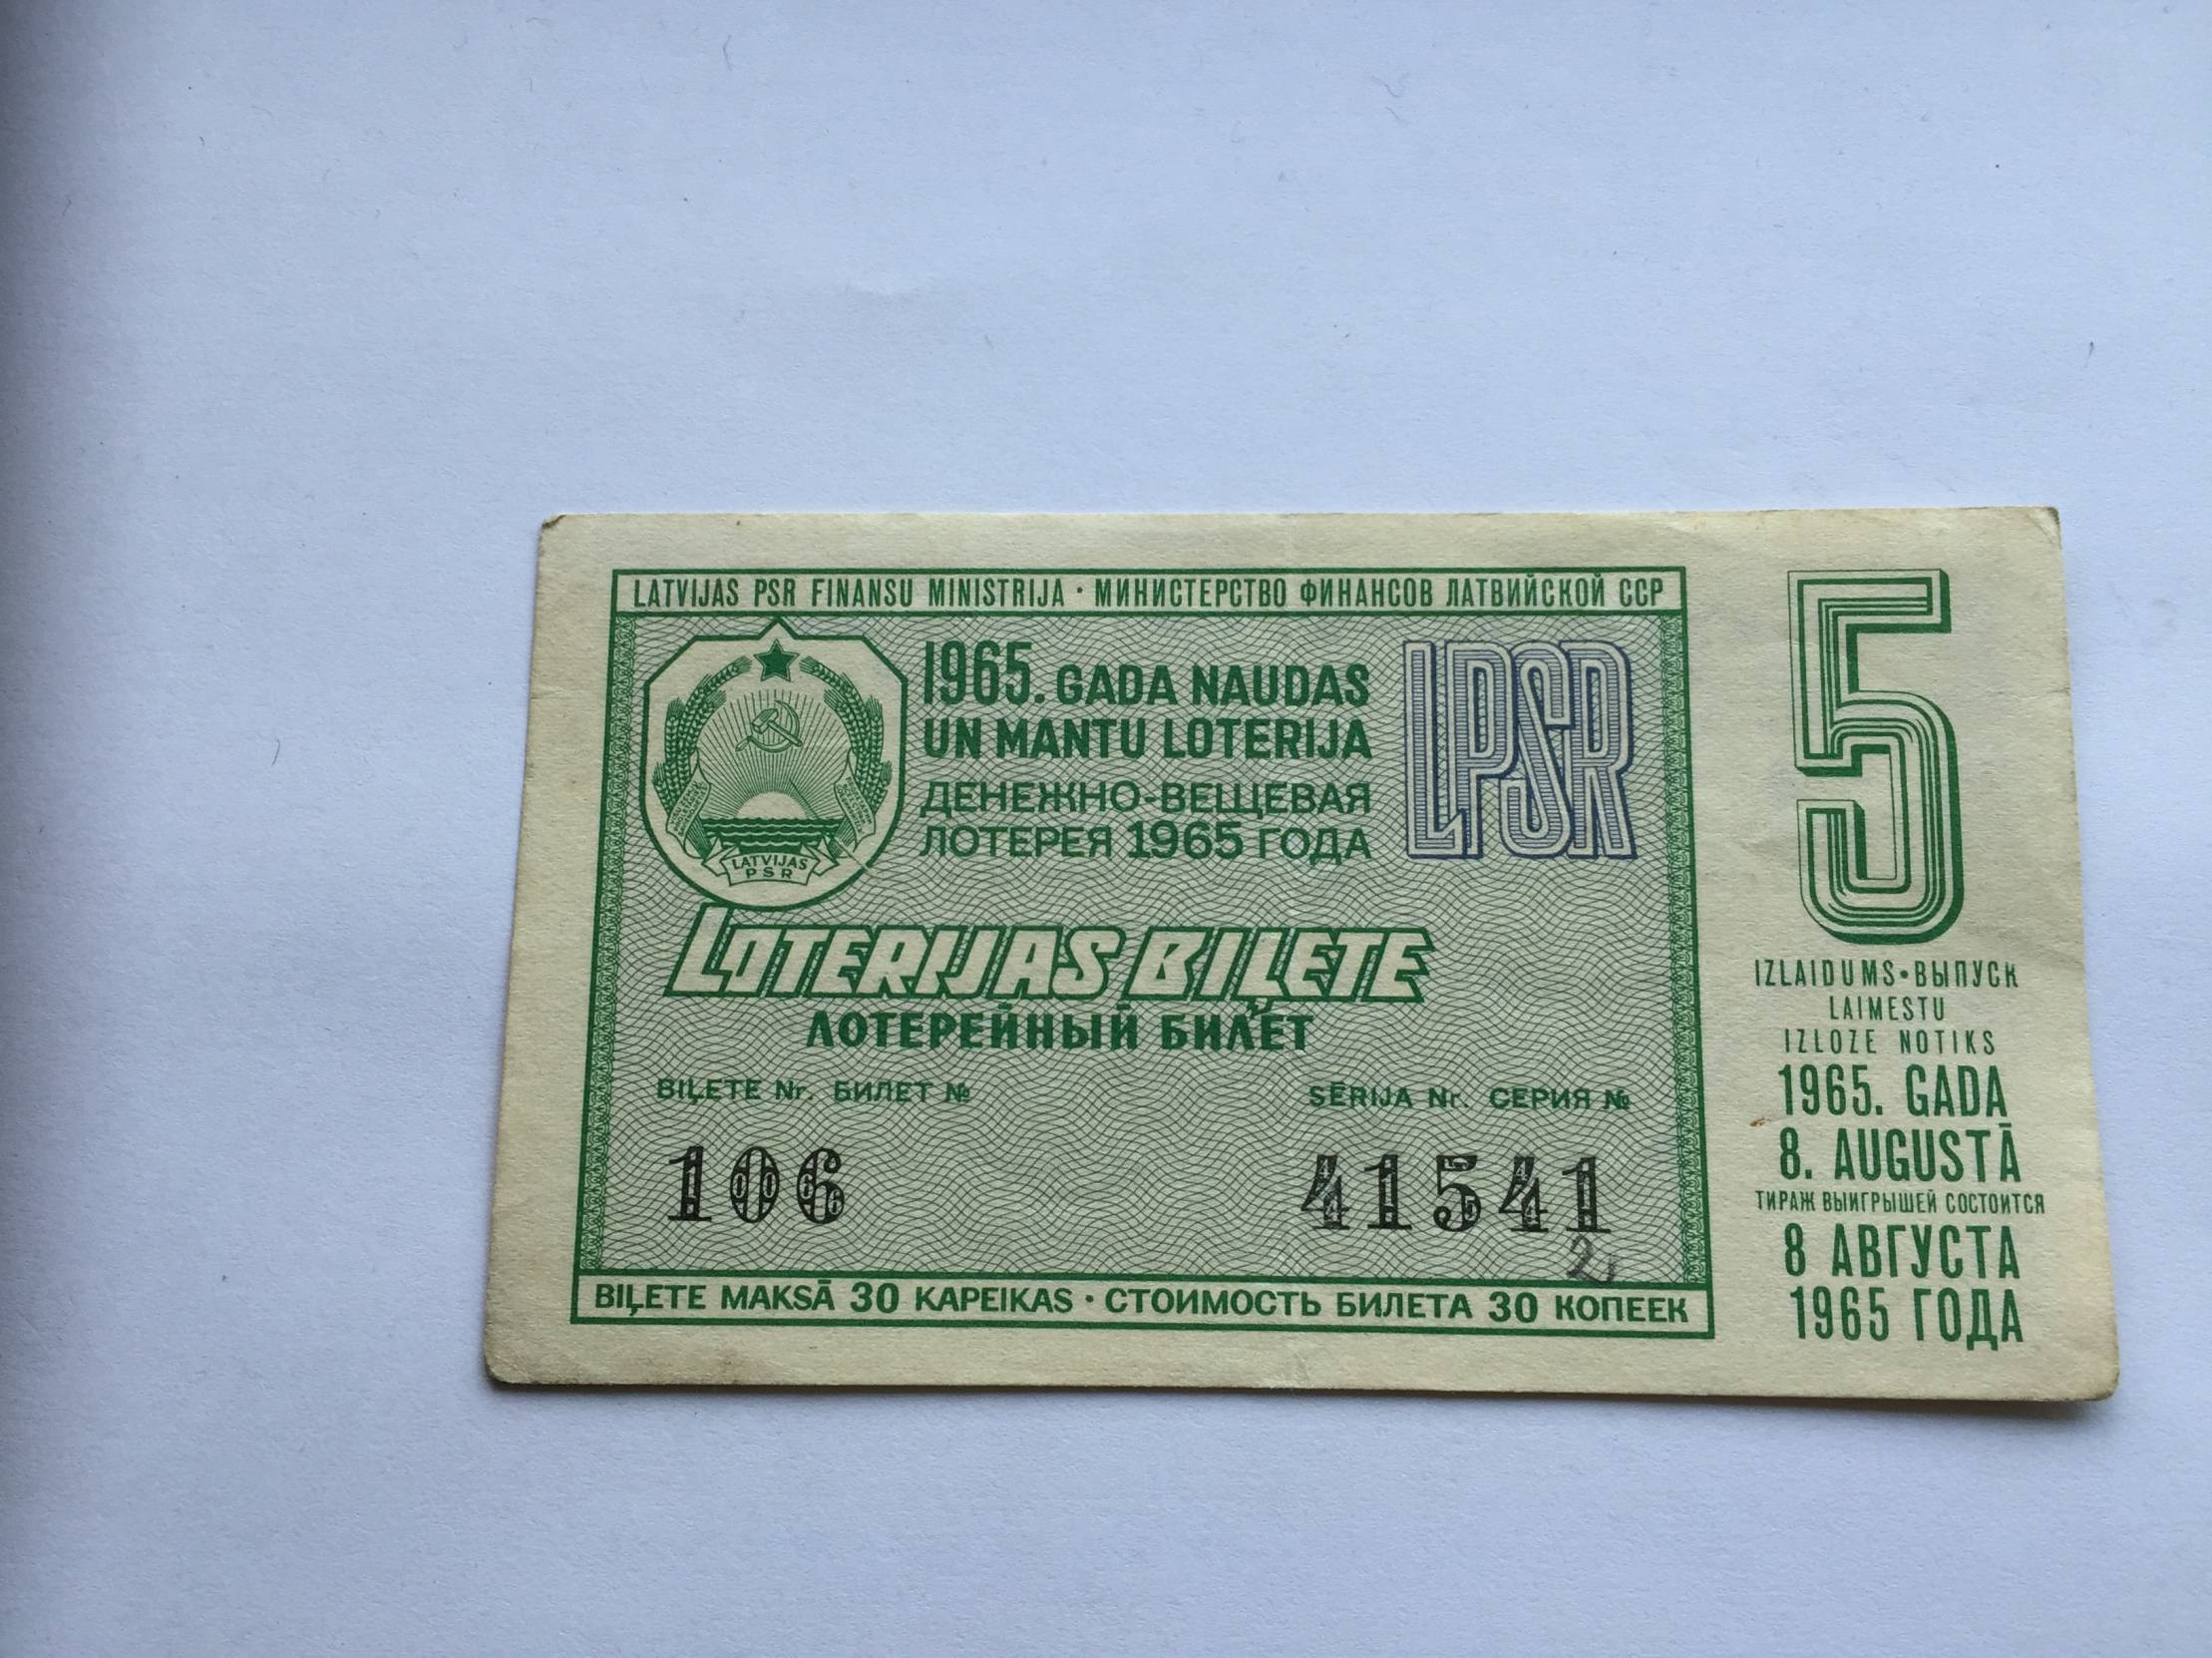 LATVIJAS PSR FINANSU MINISTRIJA · МИНИСТЕРСТВО ФИНАНСОВ ЛАТВИЙСКОЙ ССР
LATVIJAS
PSR
1965. GADA NAUDAS
UN MANTU LOTERIJA
ДЕНЕЖНО-ВЕЩЕВАЯ
ЛОТЕРЕЯ 1965 ГОДА
LPSR
LOTERIJAS BIĻETE
ЛОТЕРЕЙНЫЙ БИЛЕТ
BIĻETE Nr. БИЛЕТ №
SĒRIJA Nr. СЕРИЯ №
106
41541
2
BIĻETE MAKSĀ 30 KAPEIKAS · СТОИМОСТЬ БИЛЕТА 30 КОПЕЕК
5
IZLAIDUMS • ВЫПУСК
LAIMESTU
IZLOZE NOTIKS
1965. GADA
8. AUGUSTĀ
ТИРАЖ ВЫИГРЫШЕЙ СОСТОИТСЯ
8 АВГУСТА
1965 ГОДА